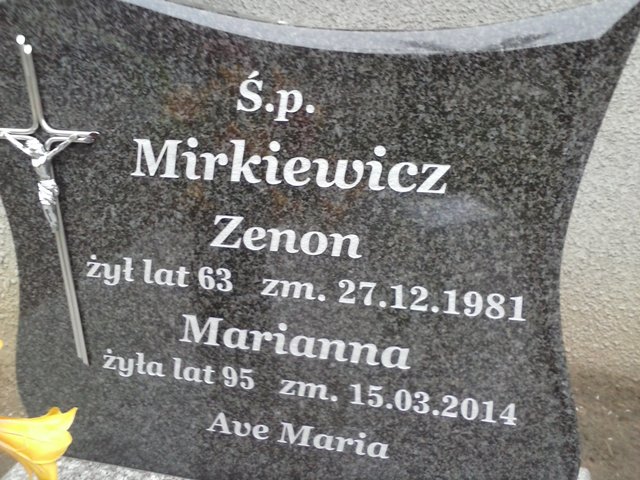 Ś.p.
Mirkiewicz
Zenon
żył lat 63 zm. 27.12.1981
Marianna
żyła lat 95 zm. 15.03.2014
Ave Maria